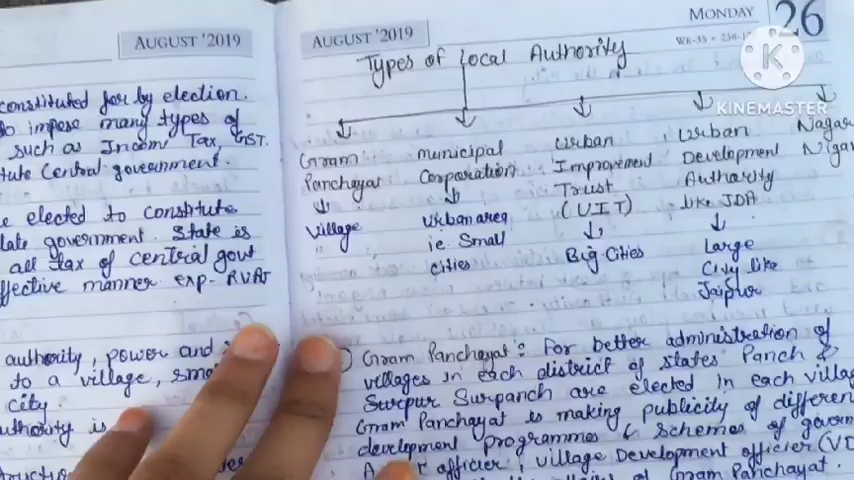 AUGUST '2019
constituted for by election.
to impose many types of
such as Incom Tax, GST.
tute Central government.
e elected to constitute
late government. State is
all tax of central govt
ffective manner exp- RVAT
authority, power and
to a village,
city.
uthority is
AUGUST '2019
MONDAY
26
KINEMASTER
Types of Local Authority
Gram
Panchayat
Village
municipal
Corporation
Urban area
ie Small
cities
Urban
Improvement
Trust
(UIT)
Big Cities
Urban
Development
Authority
like JDA
Large
City like
Jaipur
Nagar
Nigam
Gram Panchayat: For better administration of
villages in each district of states Panch &
Surpur Surpanch are elected in each villag
Gram Panchayat is making publicity of differen
development programmes & schemes of govern
officer, village Development officer (VD
of Gram Panchayat.